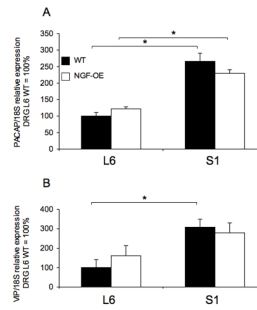 A
*
*
PACAP/18S relative expression
DRG L6 WT = 100%
350
300
250
200
150
100
50
0
WT
NGF-OE
L6
S1
B
*
VIP/18S relative expression
DRG L6 WT = 100%
400
300
200
100
0
L6
S1